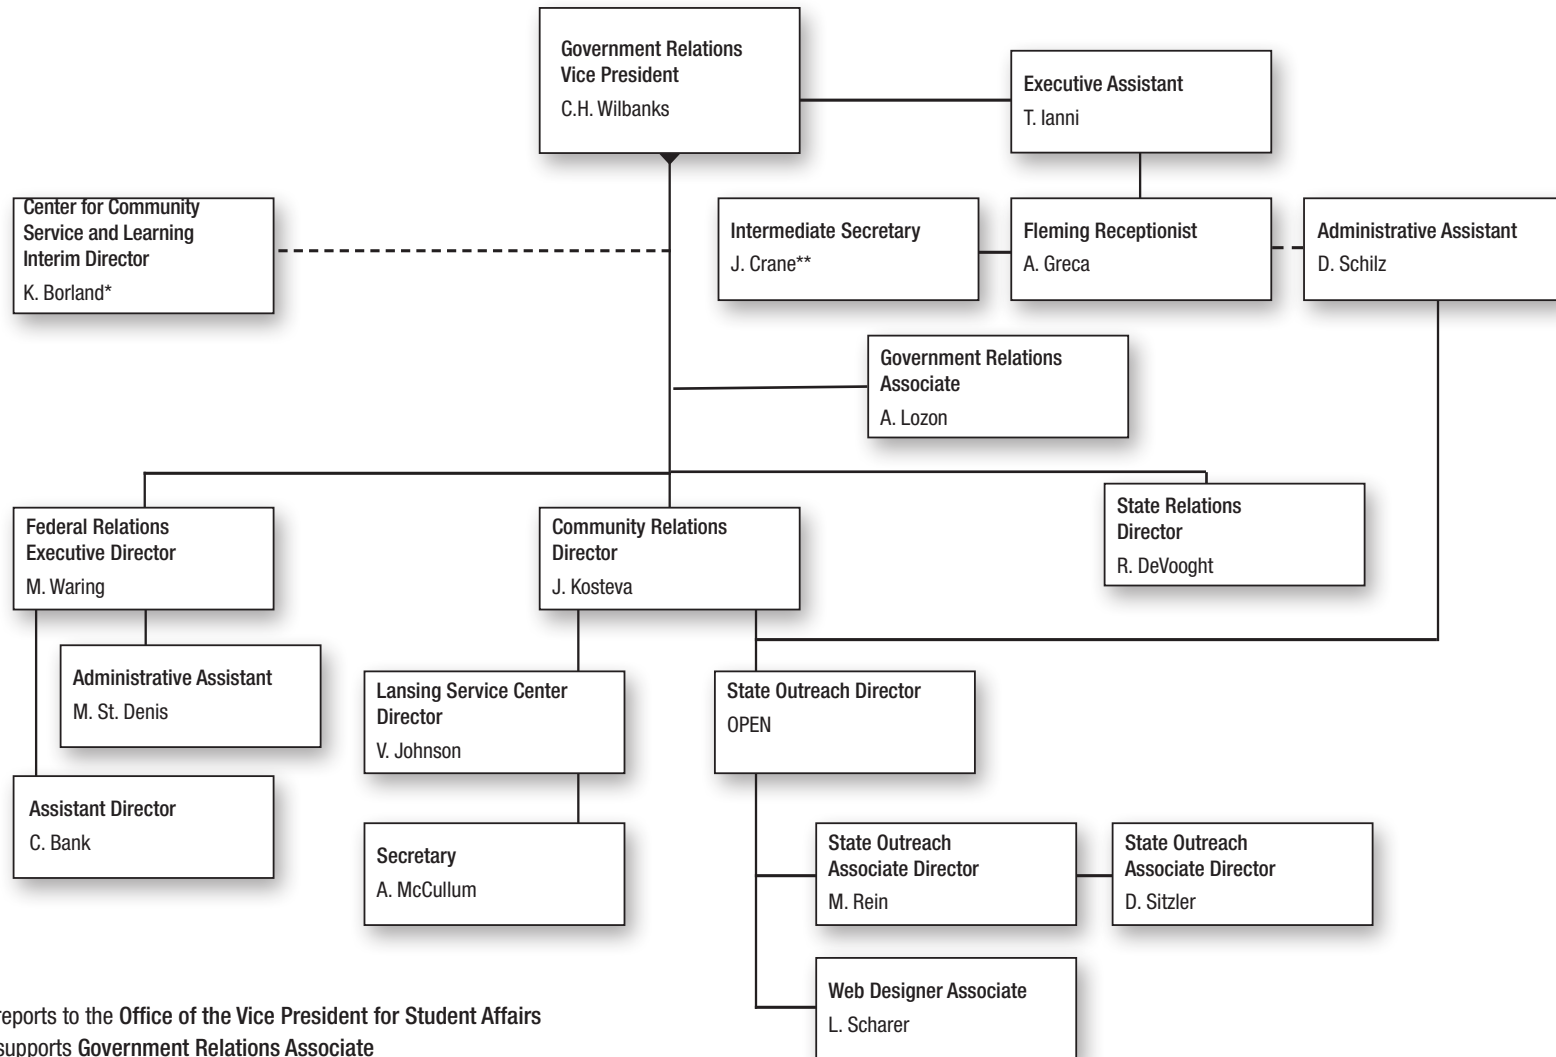 Government Relations
Vice President
C.H. Wilbanks
Executive Assistant
T. Ianni
Center for Community
Service and Learning
Interim Director
K. Borland*
Intermediate Secretary
J. Crane**
Fleming Receptionist
A. Greca
Administrative Assistant
D. Schilz
Government Relations
Associate
A. Lozon
Federal Relations
Executive Director
M. Waring
Community Relations
Director
J. Kosteva
State Relations
Director
R. DeVooght
Administrative Assistant
M. St. Denis
Lansing Service Center
Director
V. Johnson
State Outreach Director
OPEN
Assistant Director
C. Bank
Secretary
A. McCullum
State Outreach
Associate Director
M. Rein
State Outreach
Associate Director
D. Sitzler
Web Designer Associate
L. Scharer
reports to the Office of the Vice President for Student Affairs
supports Government Relations Associate